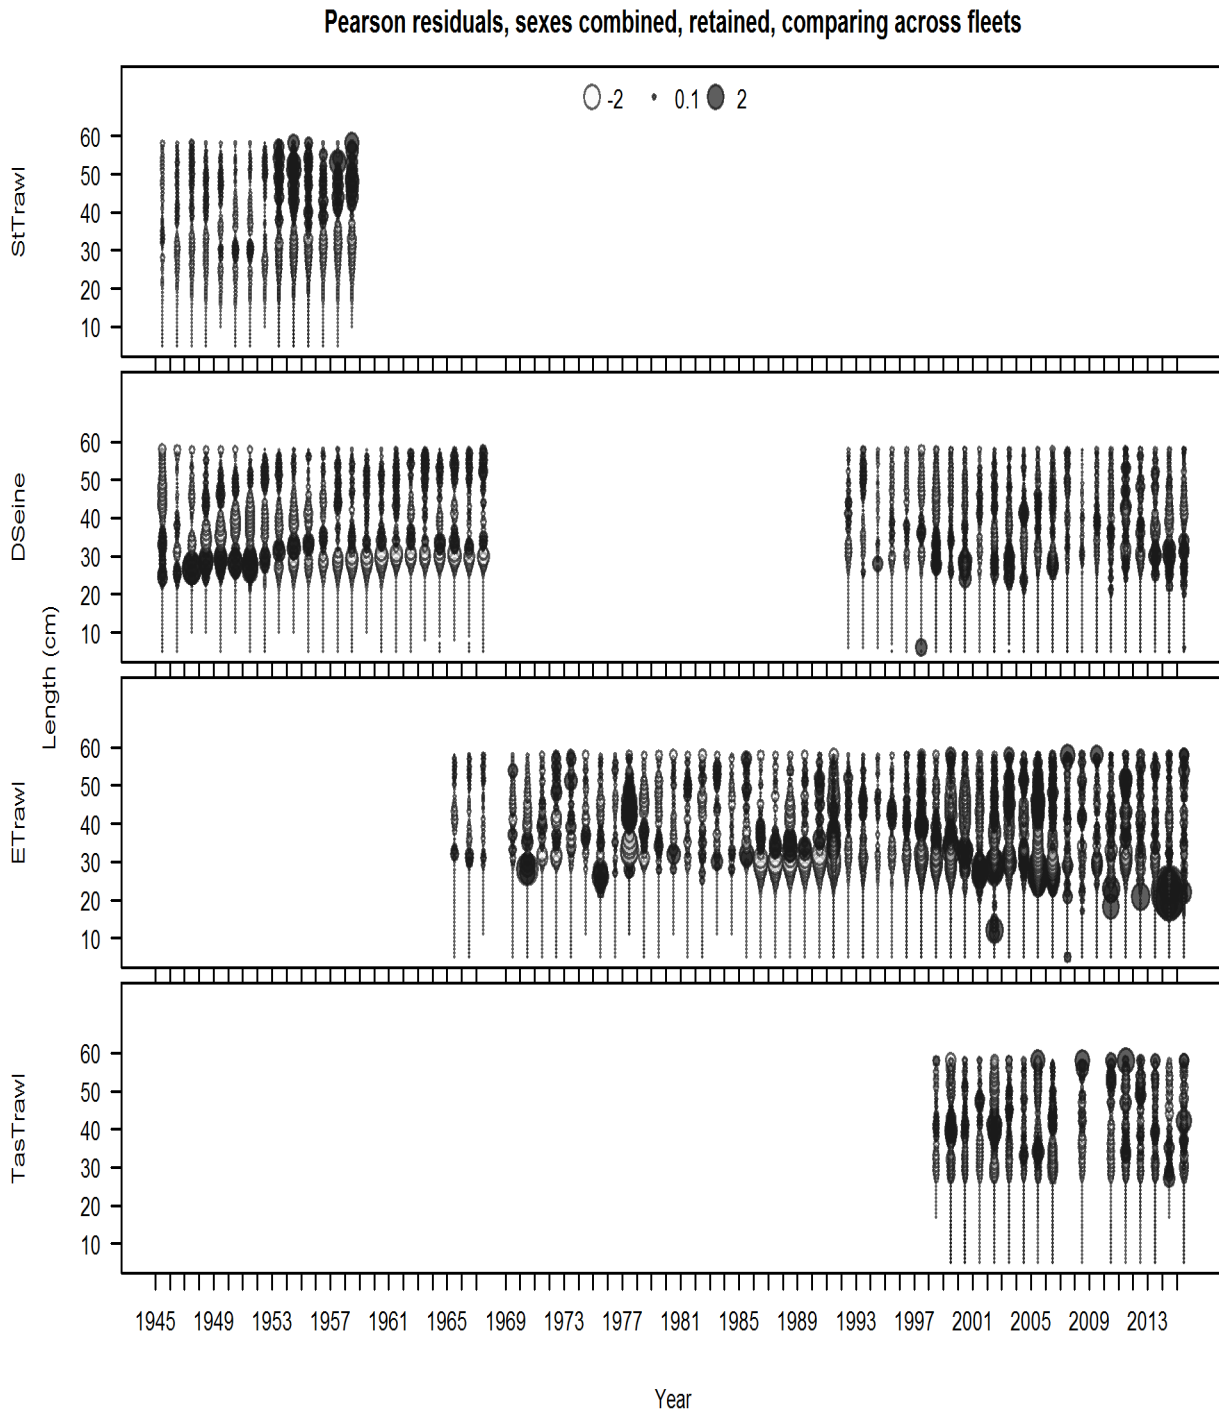 Pearson residuals, sexes combined, retained, comparing across fleets
-2 0.1 2
StTrawl
60
50
40
30
20
10
DSeine
60
50
40
30
20
10
Length (cm)
ETrawl
60
50
40
30
20
10
TasTrawl
60
50
40
30
20
10
1945 1949 1953 1957 1961 1965 1969 1973 1977 1981 1985 1989 1993 1997 2001 2005 2009 2013
Year